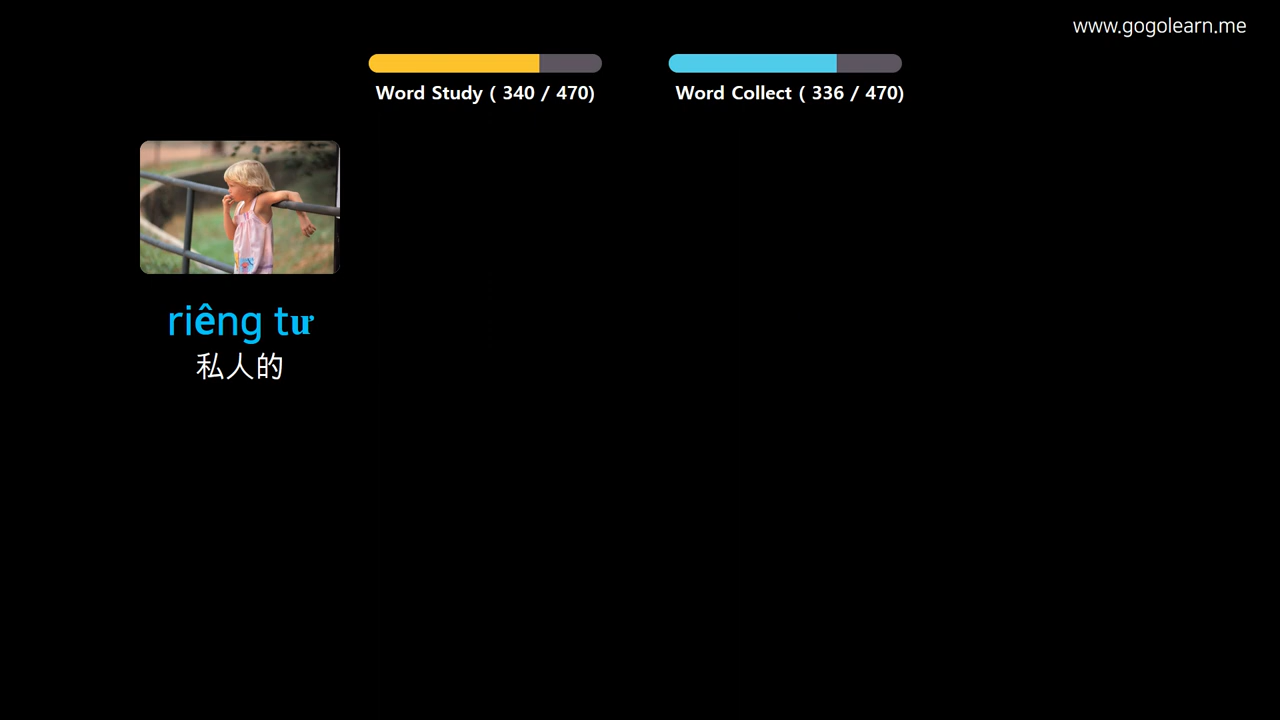 www.gogolearn.me
Word Study ( 340 / 470)
Word Collect ( 336 / 470)
riêng tư
私人的